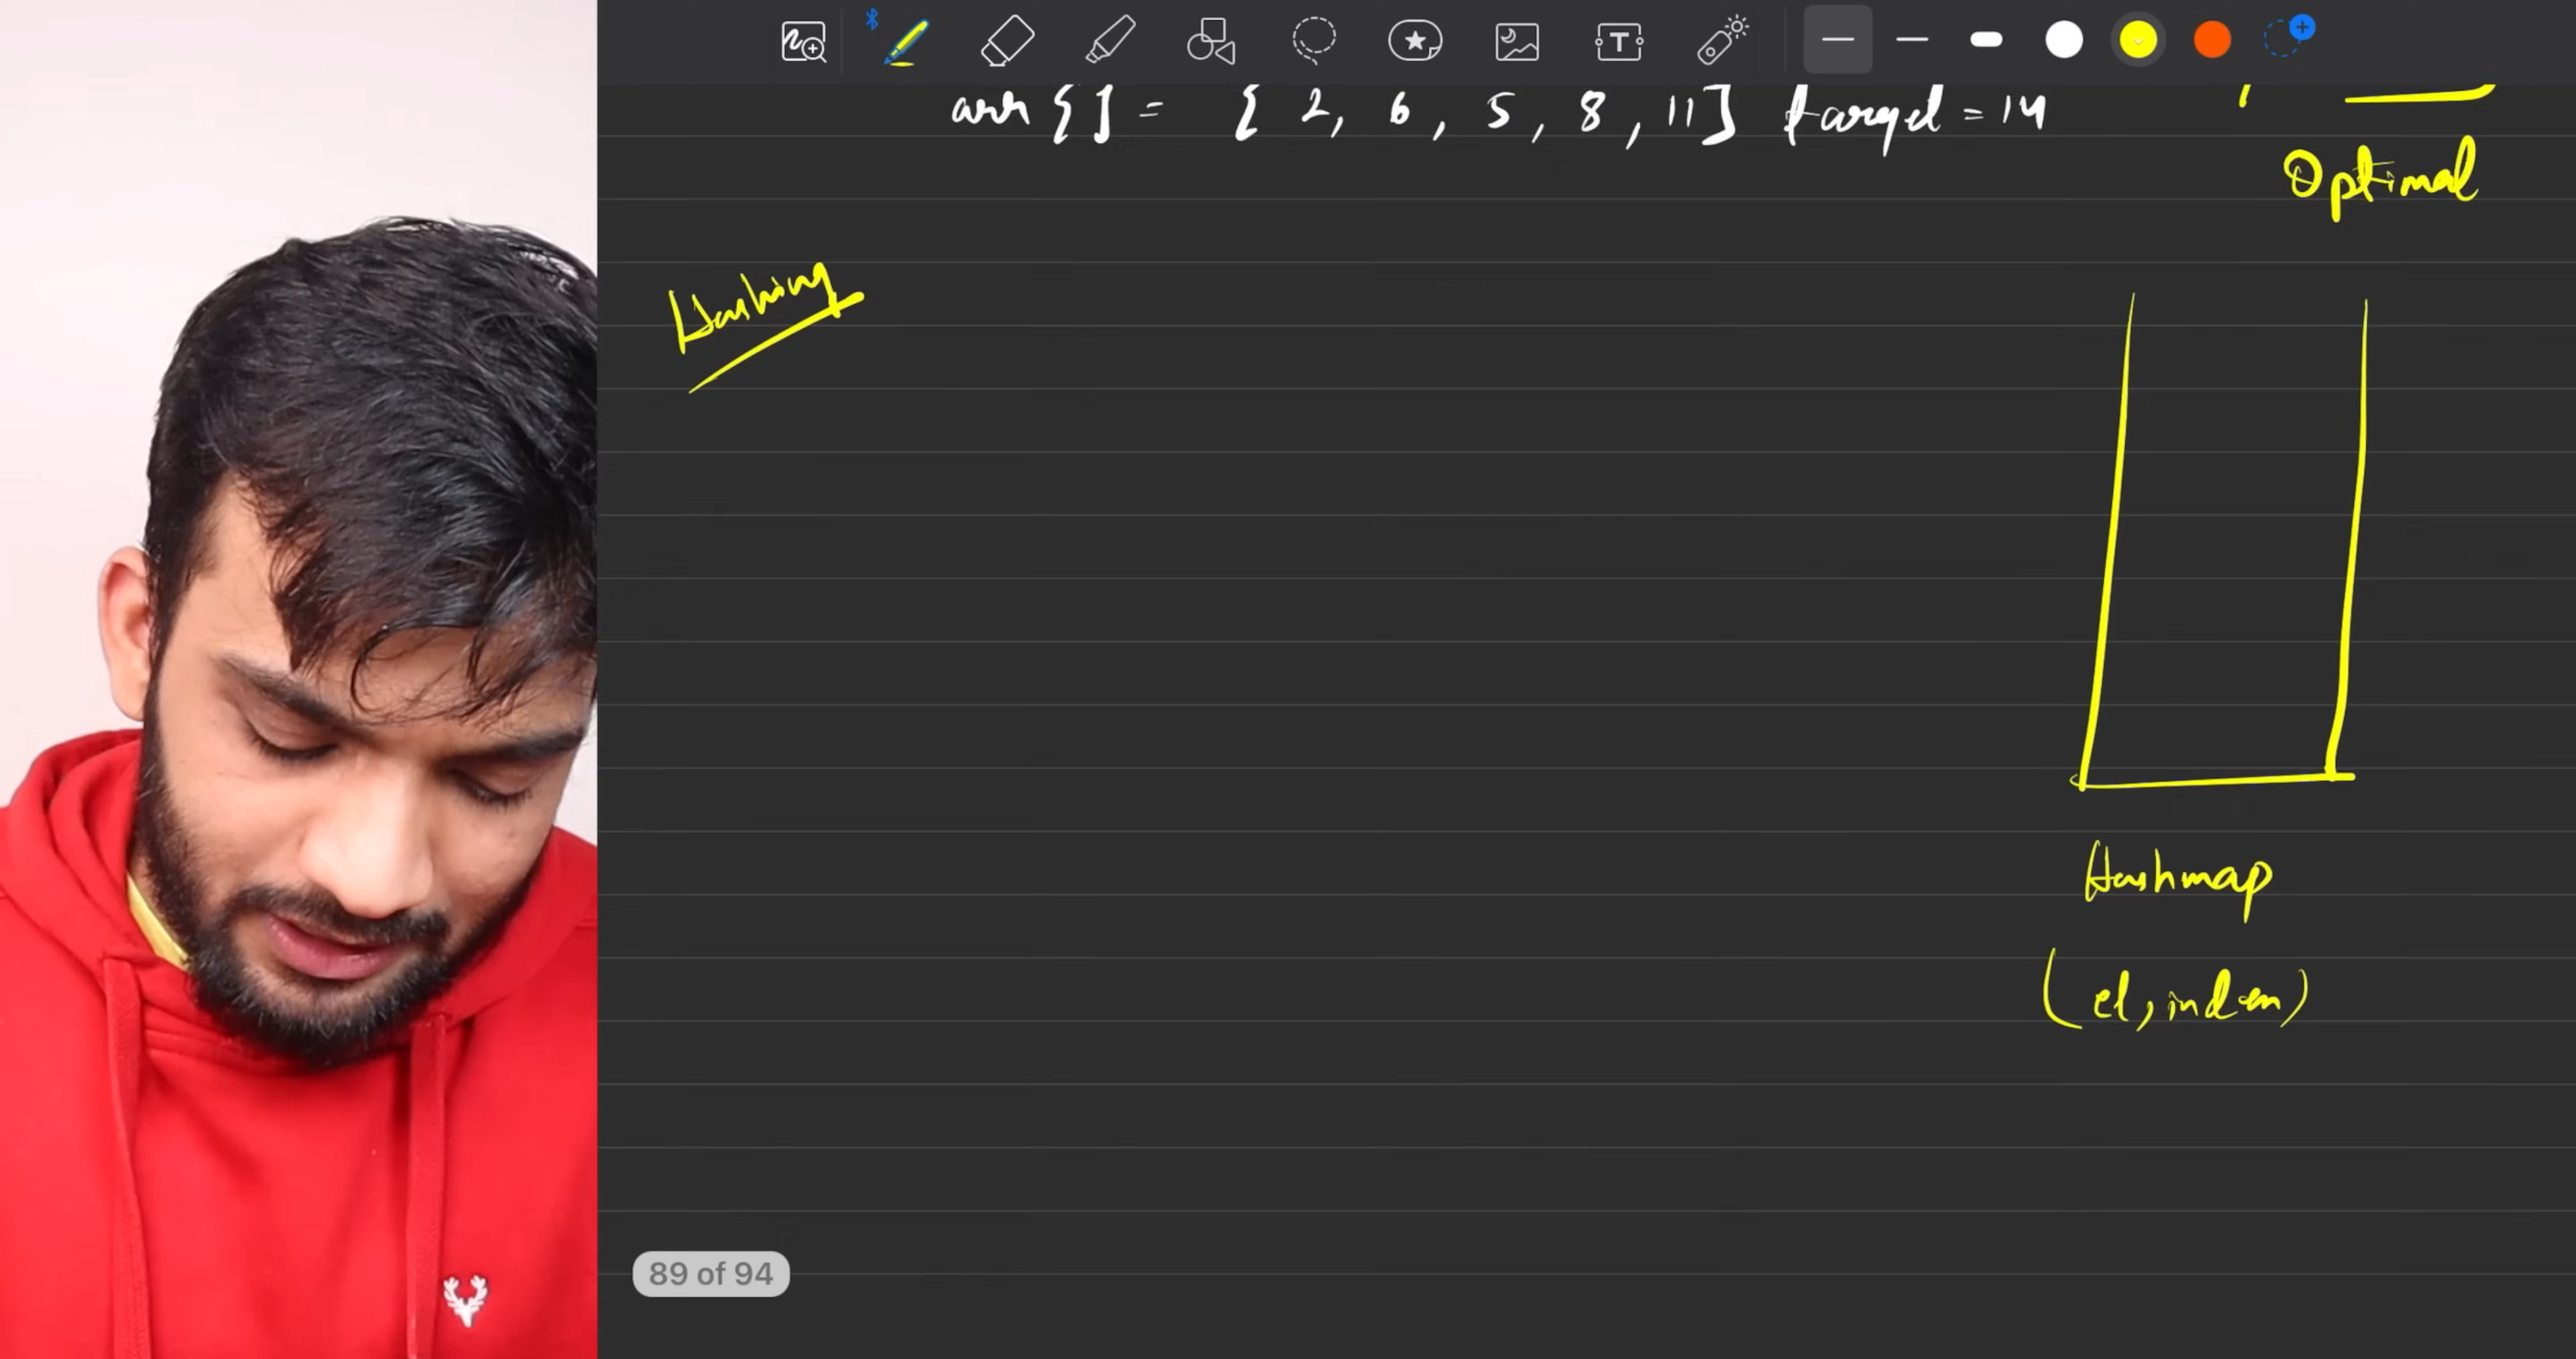 arr [ ] = [ 2, 6, 5, 8, 11 ] target = 14
Optimal
Hashing
Hashmap
(el, index)
89 of 94